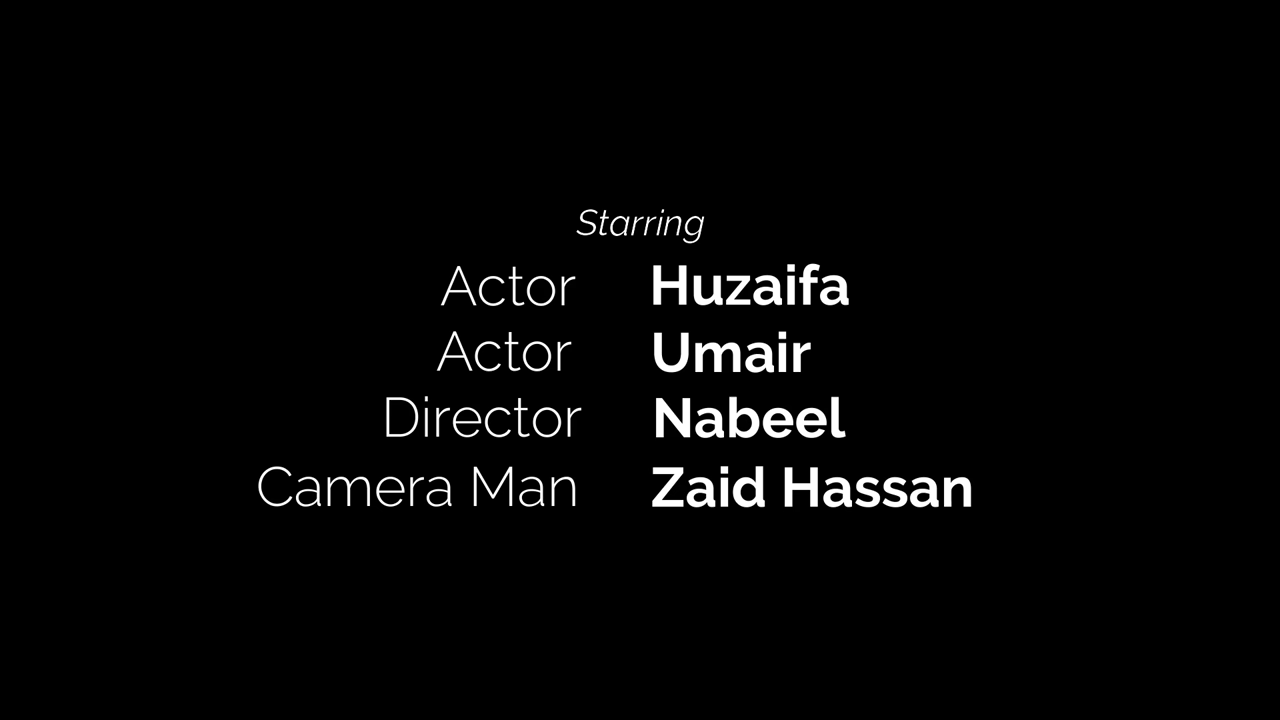 Starring
Actor Huzaifa
Actor Umair
Director Nabeel
Camera Man Zaid Hassan